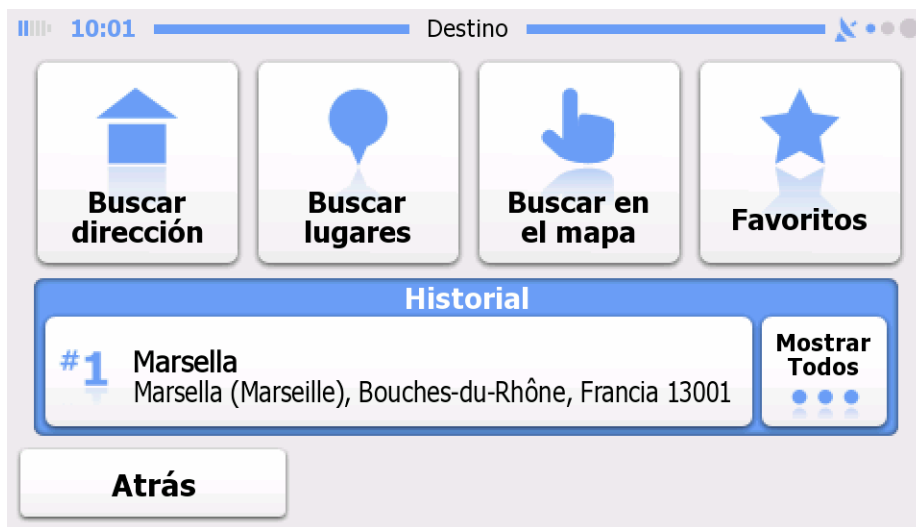 10:01 Destino
Buscar
dirección
Buscar
lugares
Buscar en
el mapa
Favoritos
Historial
#1 Marsella
Marsella (Marseille), Bouches-du-Rhône, Francia 13001
Mostrar
Todos
Atrás